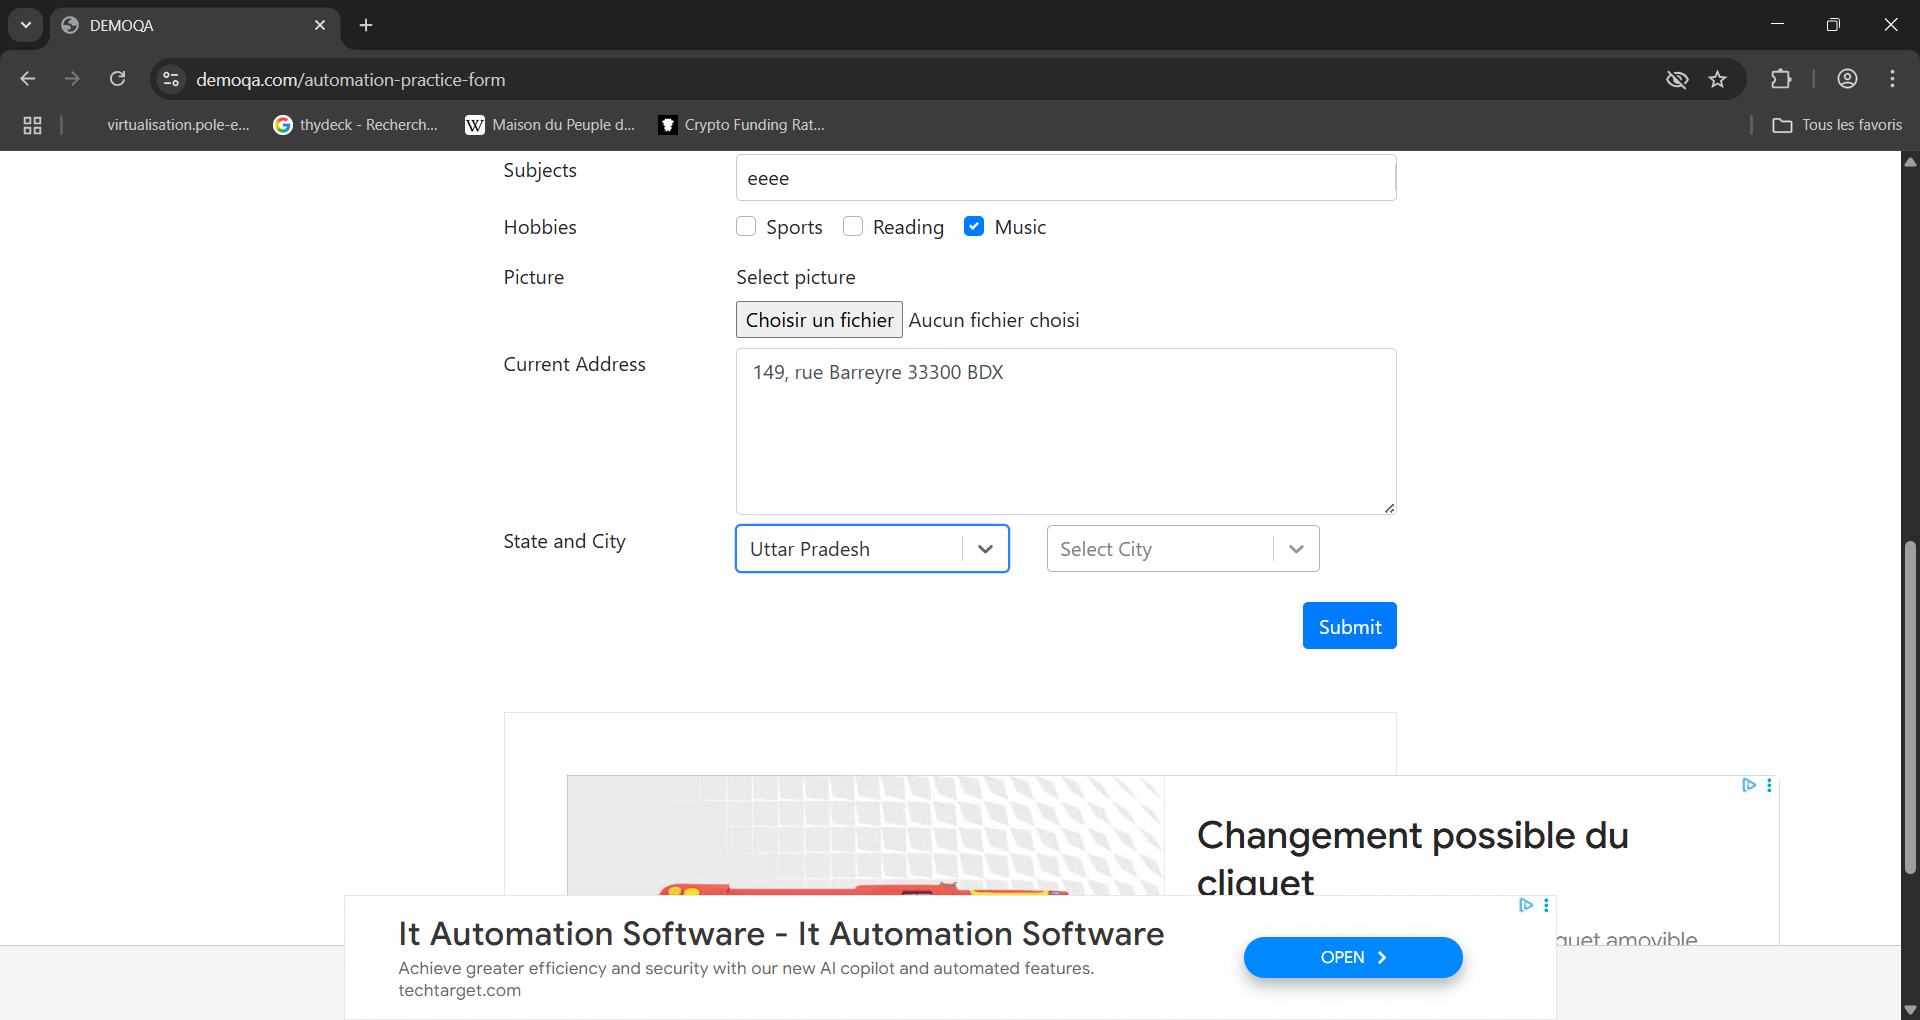 DEMOQA
demoqa.com/automation-practice-form
virtualisation.pole-e... thydeck - Recherch... W Maison du Peuple d... Crypto Funding Rat... Tous les favoris
Subjects eeee
Hobbies Sports Reading Music
Picture Select picture
Choisir un fichier Aucun fichier choisi
Current Address 149, rue Barreyre 33300 BDX
State and City Uttar Pradesh Select City
Submit
Changement possible du
cliquet
quet amovible
It Automation Software - It Automation Software
Achieve greater efficiency and security with our new AI copilot and automated features.
techtarget.com
OPEN